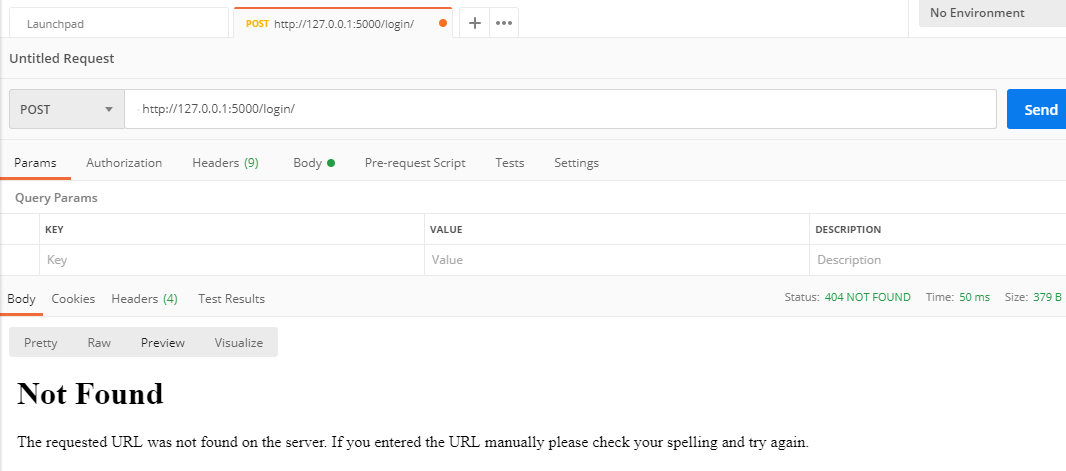 Launchpad
POST http://127.0.0.1:5000/login/
No Environment
Untitled Request
POST
http://127.0.0.1:5000/login/
Send
Params Authorization Headers (9) Body Pre-request Script Tests Settings
Query Params
KEY VALUE DESCRIPTION
Key Value Description
Body Cookies Headers (4) Test Results Status: 404 NOT FOUND Time: 50 ms Size: 379 B
Pretty Raw Preview Visualize
Not Found
The requested URL was not found on the server. If you entered the URL manually please check your spelling and try again.